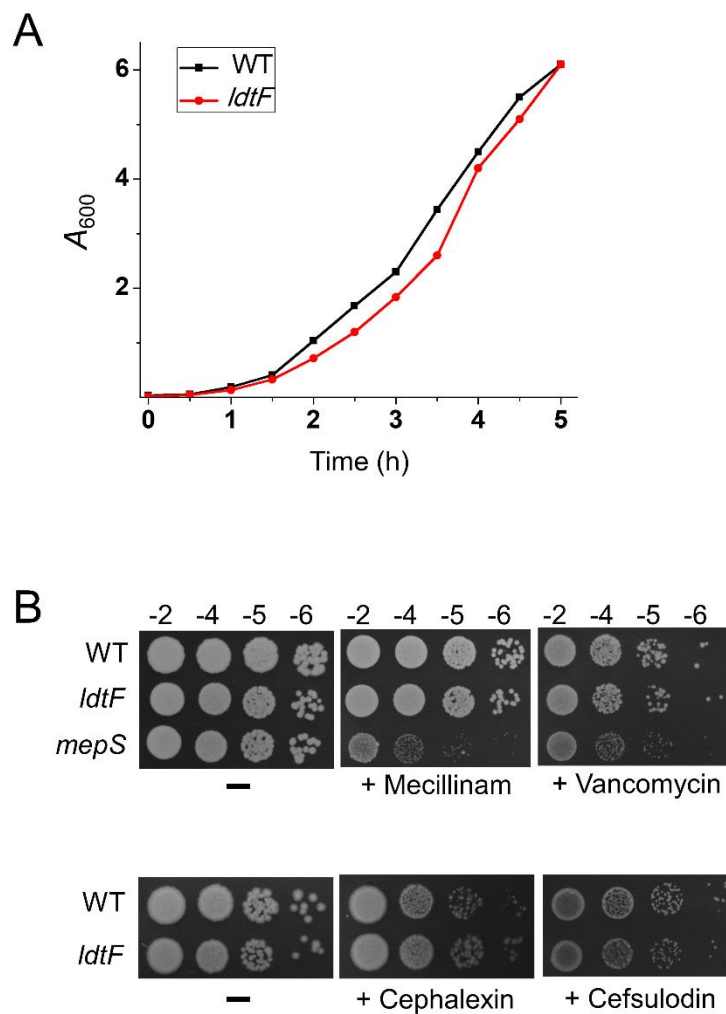 A
WT
ldtF
6
4
2
A600
0 1 2 3 4 5
Time (h)
B
-2 -4 -5 -6 -2 -4 -5 -6 -2 -4 -5 -6
WT
ldtF
mepS
– + Mecillinam + Vancomycin
WT
ldtF
– + Cephalexin + Cefsulodin